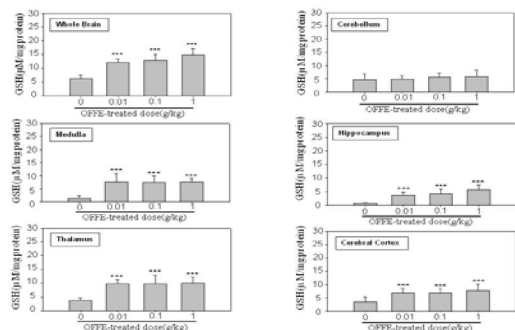 Whole Brain
GSH(μM/mgprotein)
30
25
20
15
10
5
0
*** *** ***
0 0.01 0.1 1
OFFE-treated dose(g/kg)
Cerebellum
GSH(μM/mgprotein)
30
25
20
15
10
5
0
0 0.01 0.1 1
OFFE-treated dose(g/kg)
Medulla
GSH(μM/mgprotein)
30
25
20
15
10
5
0
*** *** ***
0 0.01 0.1 1
OFFE-treated dose(g/kg)
Hippocampus
GSH(μM/mgprotein)
30
25
20
15
10
5
0
*** *** ***
0 0.01 0.1 1
OFFE-treated dose(g/kg)
Thalamus
GSH(μM/mgprotein)
30
25
20
15
10
5
0
*** *** ***
0 0.01 0.1 1
OFFE-treated dose(g/kg)
Cerebral Cortex
GSH(μM/mgprotein)
30
25
20
15
10
5
0
*** *** ***
0 0.01 0.1 1
OFFE-treated dose(g/kg)